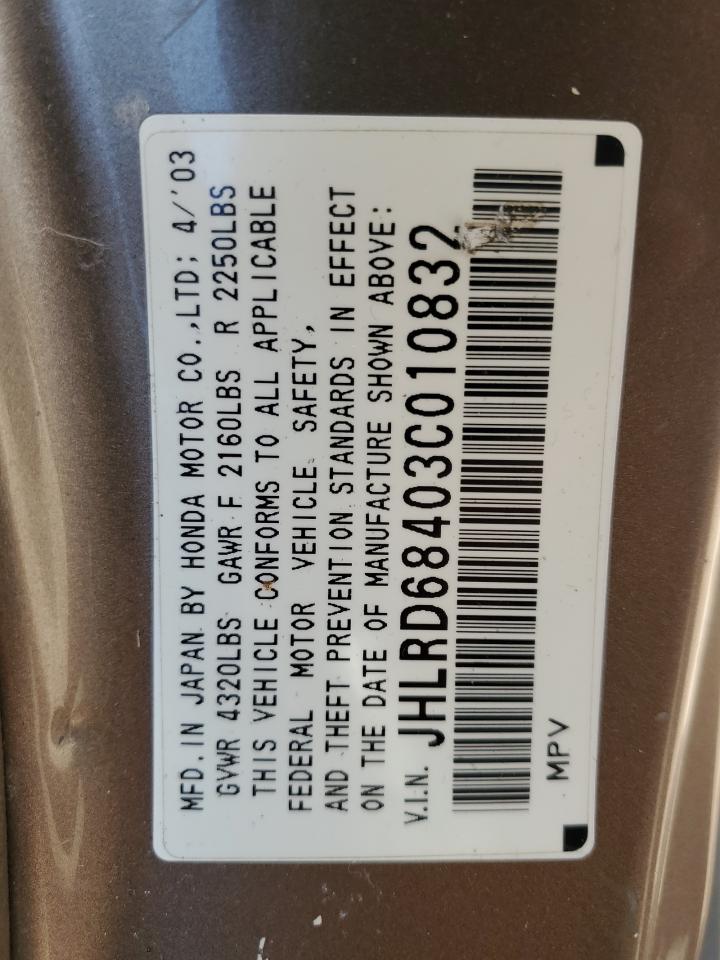 MFD. IN JAPAN BY HONDA MOTOR CO.,LTD; 4/'03
GVWR 4320LBS GAWR F 2160LBS R 2250LBS
THIS VEHICLE CONFORMS TO ALL APPLICABLE
FEDERAL MOTOR VEHICLE SAFETY,
AND THEFT PREVENTION STANDARDS IN EFFECT
ON THE DATE OF MANUFACTURE SHOWN ABOVE:
V.I.N. JHLRD68403C010832
MPV